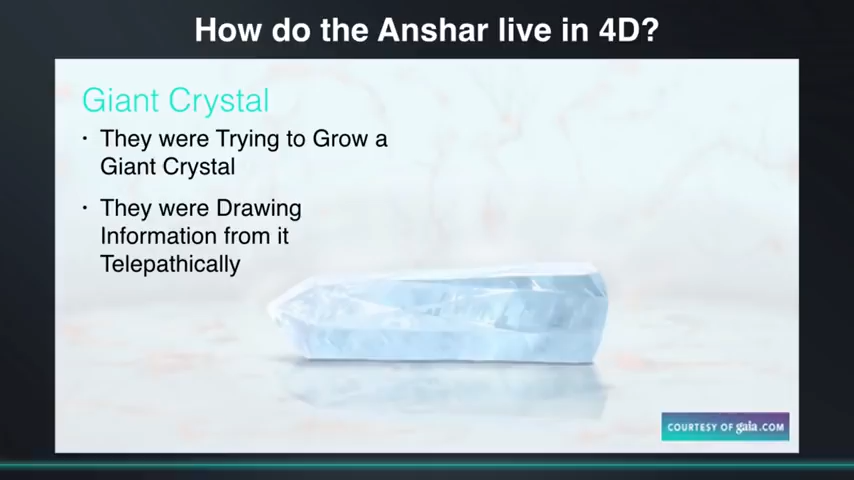 How do the Anshar live in 4D?
Giant Crystal
• They were Trying to Grow a
Giant Crystal
• They were Drawing
Information from it
Telepathically
COURTESY OF gaia.COM